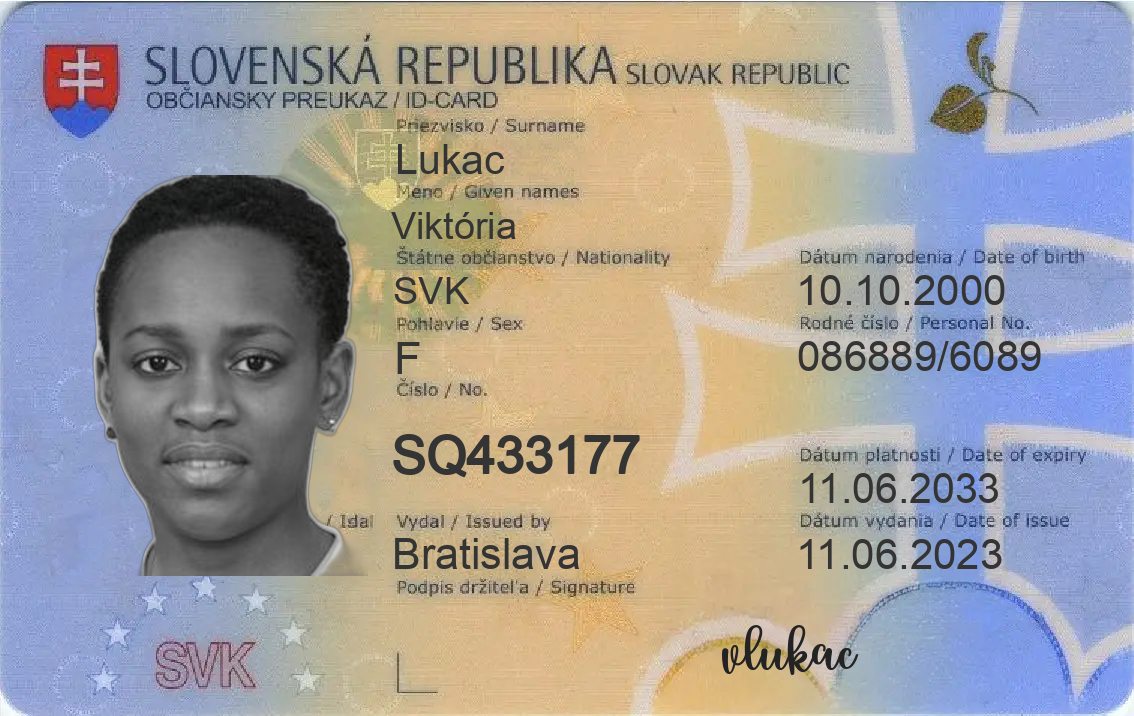 SLOVENSKÁ REPUBLIKA SLOVAK REPUBLIC
OBČIANSKY PREUKAZ / ID-CARD
Priezvisko / Surname
Lukac
Meno / Given names
Viktória
Štátne občianstvo / Nationality
SVK
Dátum narodenia / Date of birth
10.10.2000
Pohlavie / Sex
F
Rodné číslo / Personal No.
086889/6089
Číslo / No.
SQ433177
Dátum platnosti / Date of expiry
11.06.2033
/ Idal
Vydal / Issued by
Bratislava
Dátum vydania / Date of issue
11.06.2023
Podpis držiteľa / Signature
vlukac
SVK